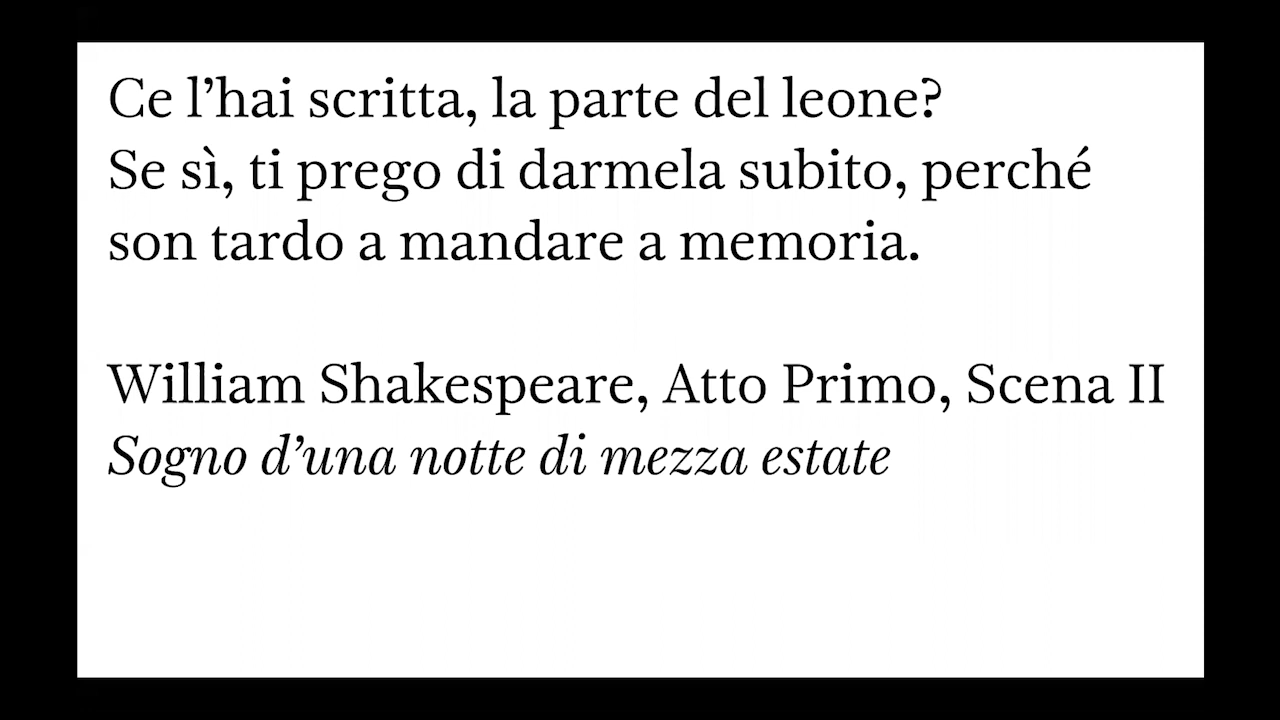 Ce l’hai scritta, la parte del leone?
Se sì, ti prego di darmela subito, perché
son tardo a mandare a memoria.
William Shakespeare, Atto Primo, Scena II
Sogno d’una notte di mezza estate